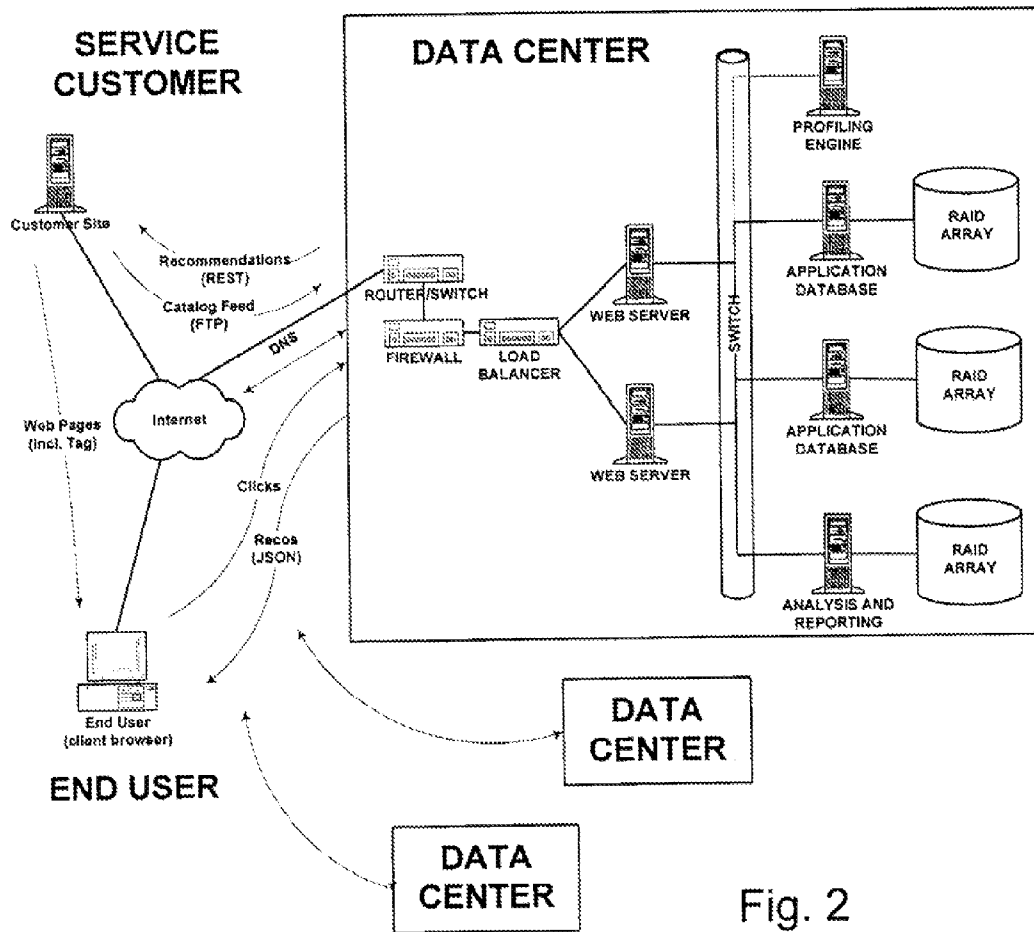 SERVICE
CUSTOMER
DATA CENTER
PROFILING
ENGINE
Customer Site
Recommendations
(REST)
Catalog Feed
(FTP)
ROUTER/SWITCH
WEB SERVER
APPLICATION
DATABASE
RAID
ARRAY
DNS
FIREWALL
LOAD
BALANCER
SWITCH
Internet
Web Pages
(incl. Tag)
WEB SERVER
APPLICATION
DATABASE
RAID
ARRAY
Clicks
Recos
(JSON)
ANALYSIS AND
REPORTING
RAID
ARRAY
End User
(client browser)
END USER
DATA
CENTER
DATA
CENTER
Fig. 2